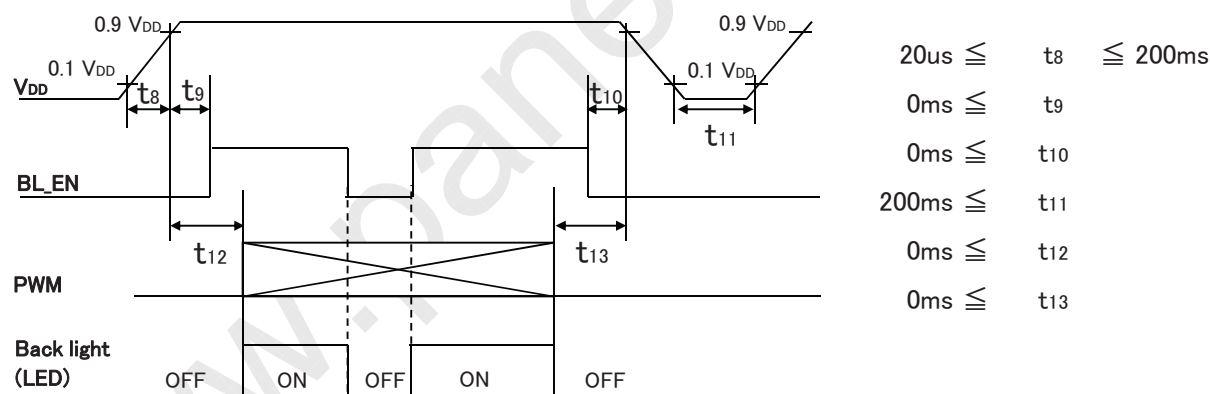 0.9 VDD
0.9 VDD
0.1 VDD
0.1 VDD
VDD
t8
t9
t10
t11
BL_EN
t12
t13
PWM
Back light
(LED)
OFF
ON
OFF
ON
OFF
20us ≦ t8 ≦ 200ms
0ms ≦ t9
0ms ≦ t10
200ms ≦ t11
0ms ≦ t12
0ms ≦ t13
w.pane